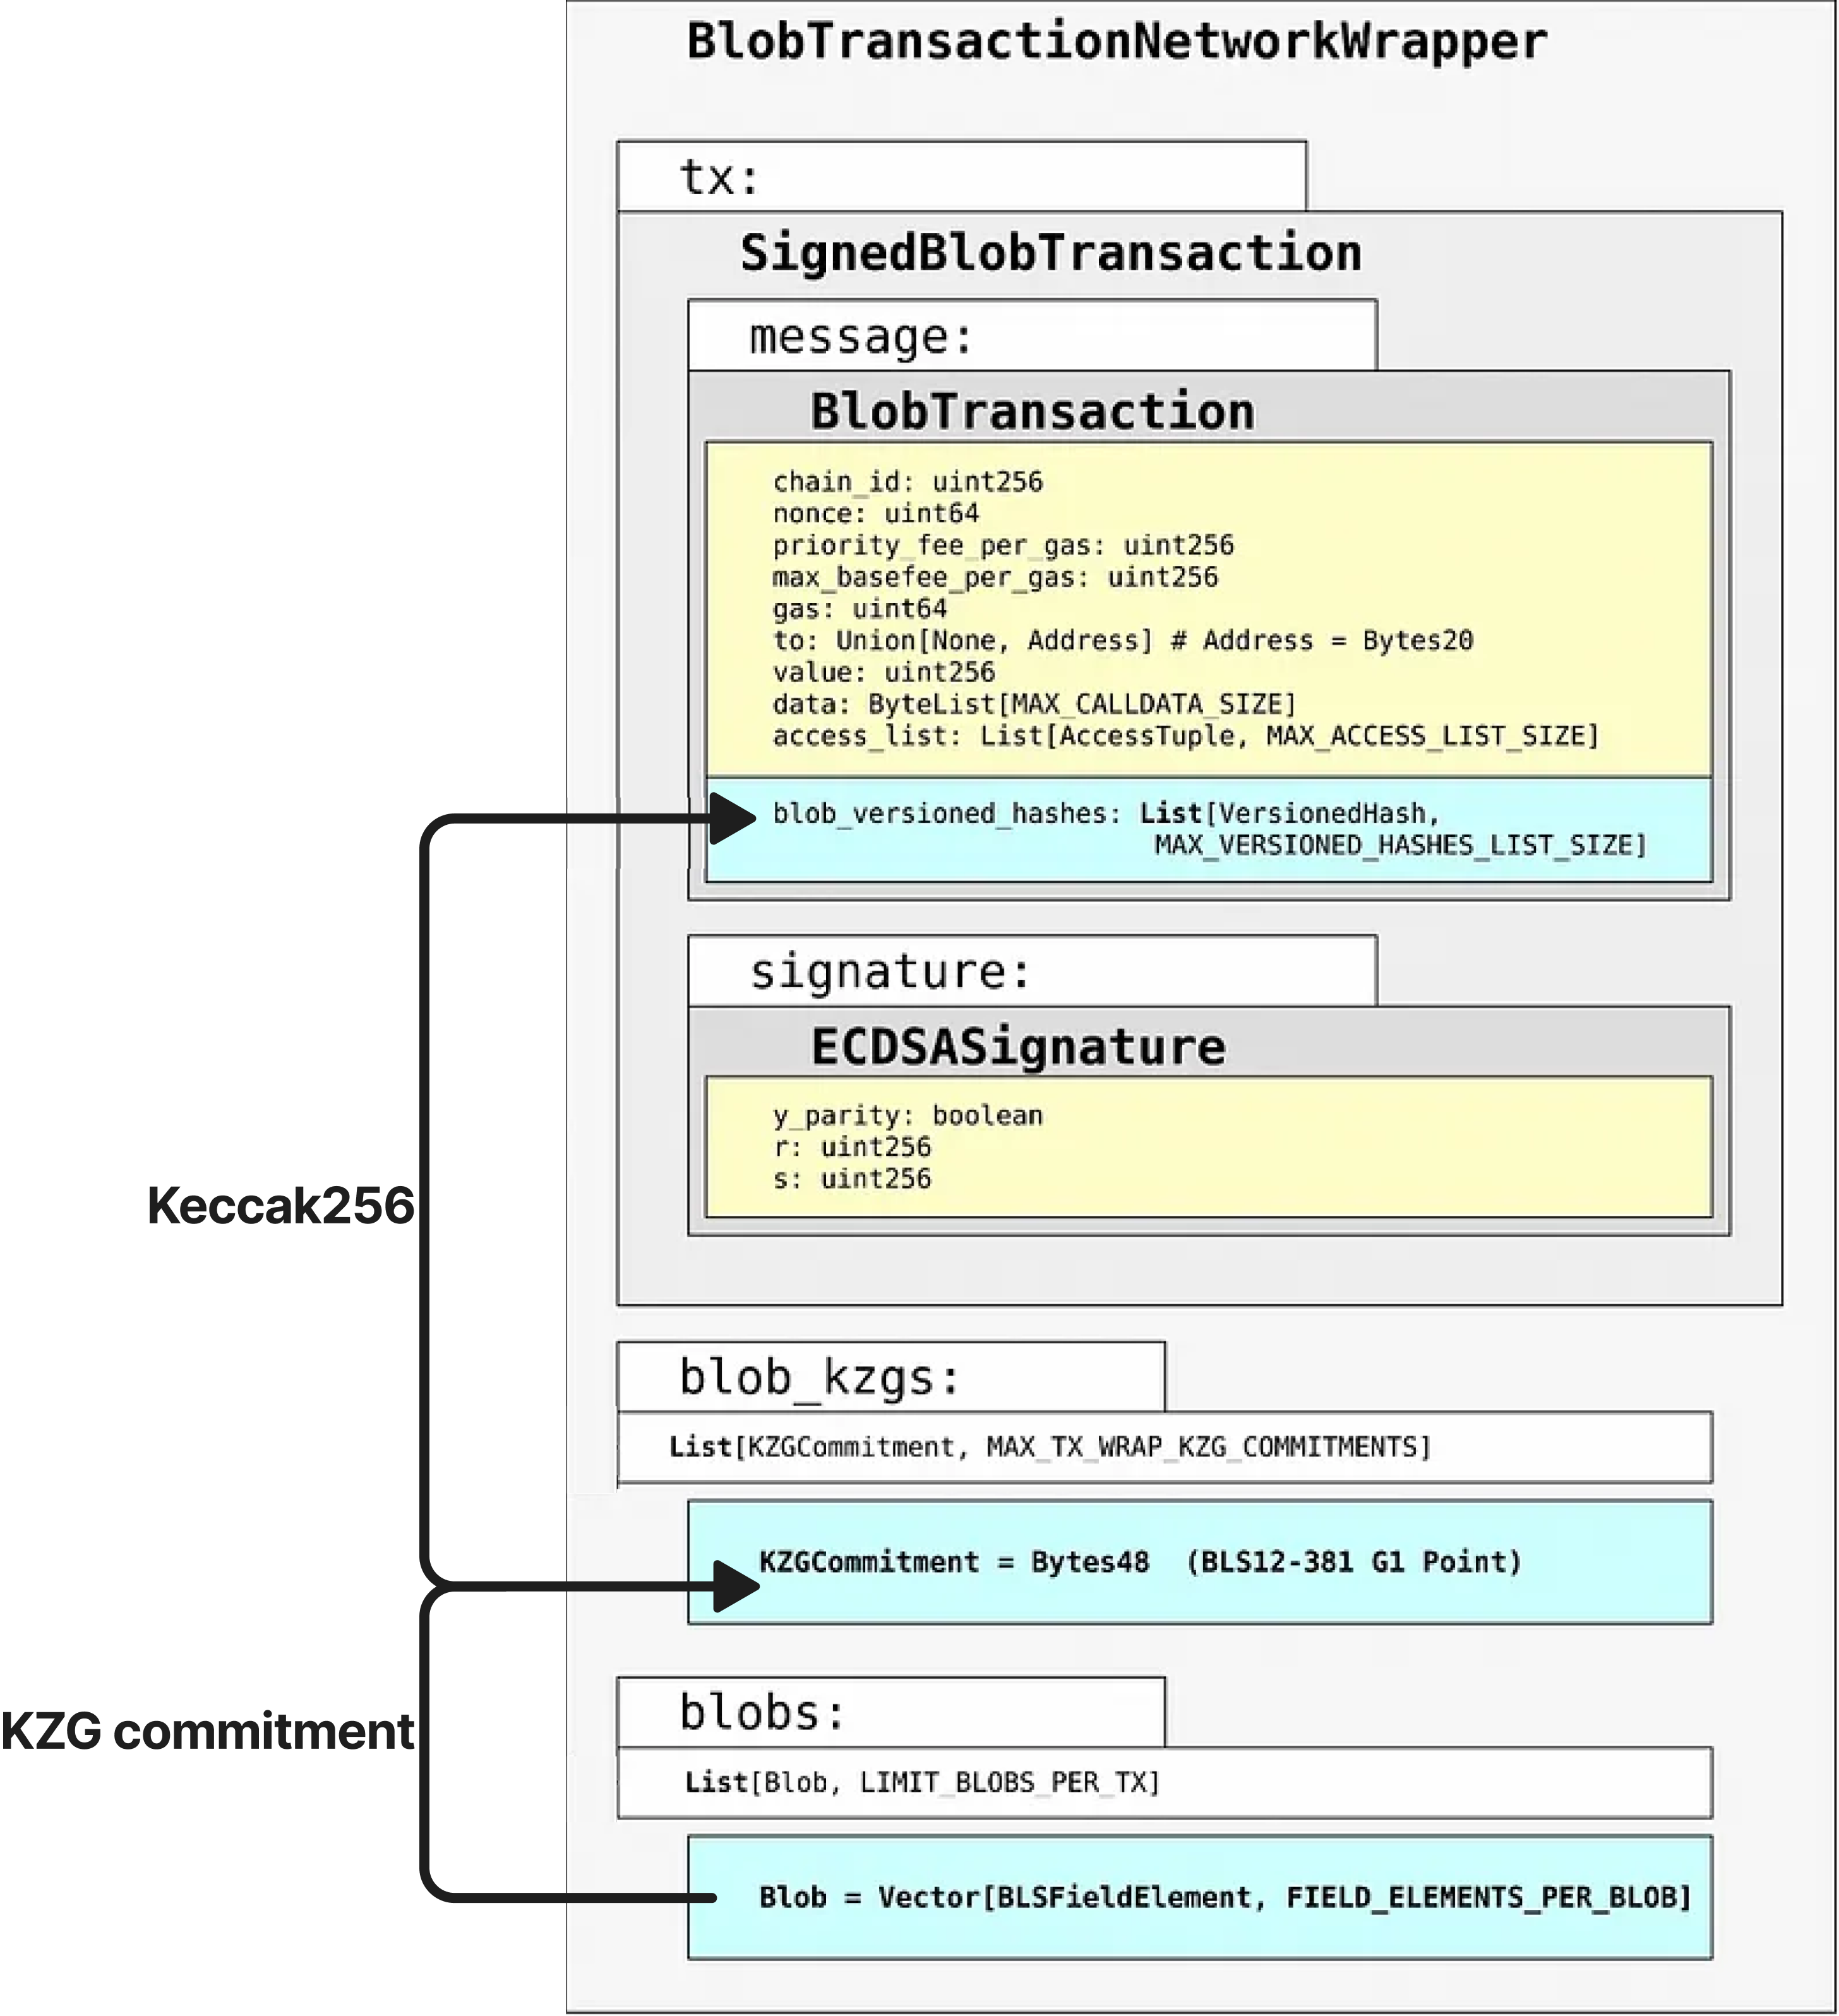 BlobTransactionNetworkWrapper
tx:
SignedBlobTransaction
message:
BlobTransaction
chain_id: uint256
nonce: uint64
priority_fee_per_gas: uint256
max_basefee_per_gas: uint256
gas: uint64
to: Union[None, Address] # Address = Bytes20
value: uint256
data: ByteList[MAX_CALLDATA_SIZE]
access_list: List[AccessTuple, MAX_ACCESS_LIST_SIZE]
blob_versioned_hashes: List[VersionedHash,
MAX_VERSIONED_HASHES_LIST_SIZE]
signature:
ECDSASignature
y_parity: boolean
r: uint256
s: uint256
Keccak256
blob_kzgs:
List[KZGCommitment, MAX_TX_WRAP_KZG_COMMITMENTS]
KZGCommitment = Bytes48 (BLS12-381 G1 Point)
KZG commitment
blobs:
List[Blob, LIMIT_BLOBS_PER_TX]
Blob = Vector[BLSFieldElement, FIELD_ELEMENTS_PER_BLOB]